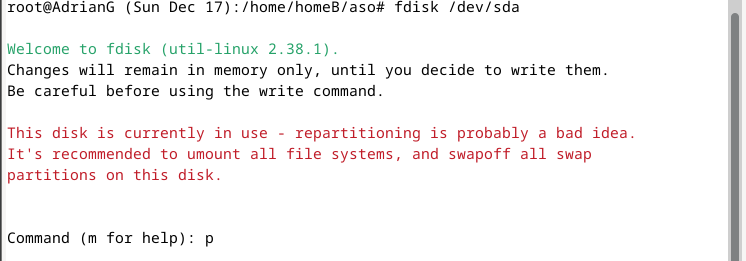 root@AdrianG (Sun Dec 17):/home/homeB/aso# fdisk /dev/sda
Welcome to fdisk (util-linux 2.38.1).
Changes will remain in memory only, until you decide to write them.
Be careful before using the write command.
This disk is currently in use - repartitioning is probably a bad idea.
It's recommended to umount all file systems, and swapoff all swap
partitions on this disk.
Command (m for help): p